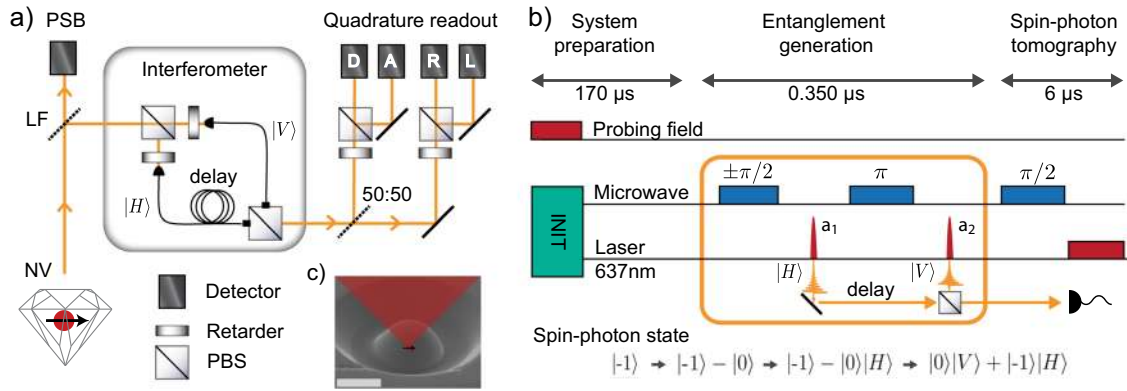 a)
PSB
LF
NV
Interferometer
|V⟩
|H⟩
delay
50:50
Quadrature readout
D A R L
Detector
Retarder
PBS
c)
b)
System preparation
Entanglement generation
Spin-photon tomography
170 μs
0.350 μs
6 μs
Probing field
INIT
Microwave
±π/2
π
π/2
Laser
637nm
a₁
a₂
|H⟩
delay
|V⟩
Spin-photon state
|-1⟩ → |-1⟩ − |0⟩ → |-1⟩ − |0⟩|H⟩ → |0⟩|V⟩ + |-1⟩|H⟩